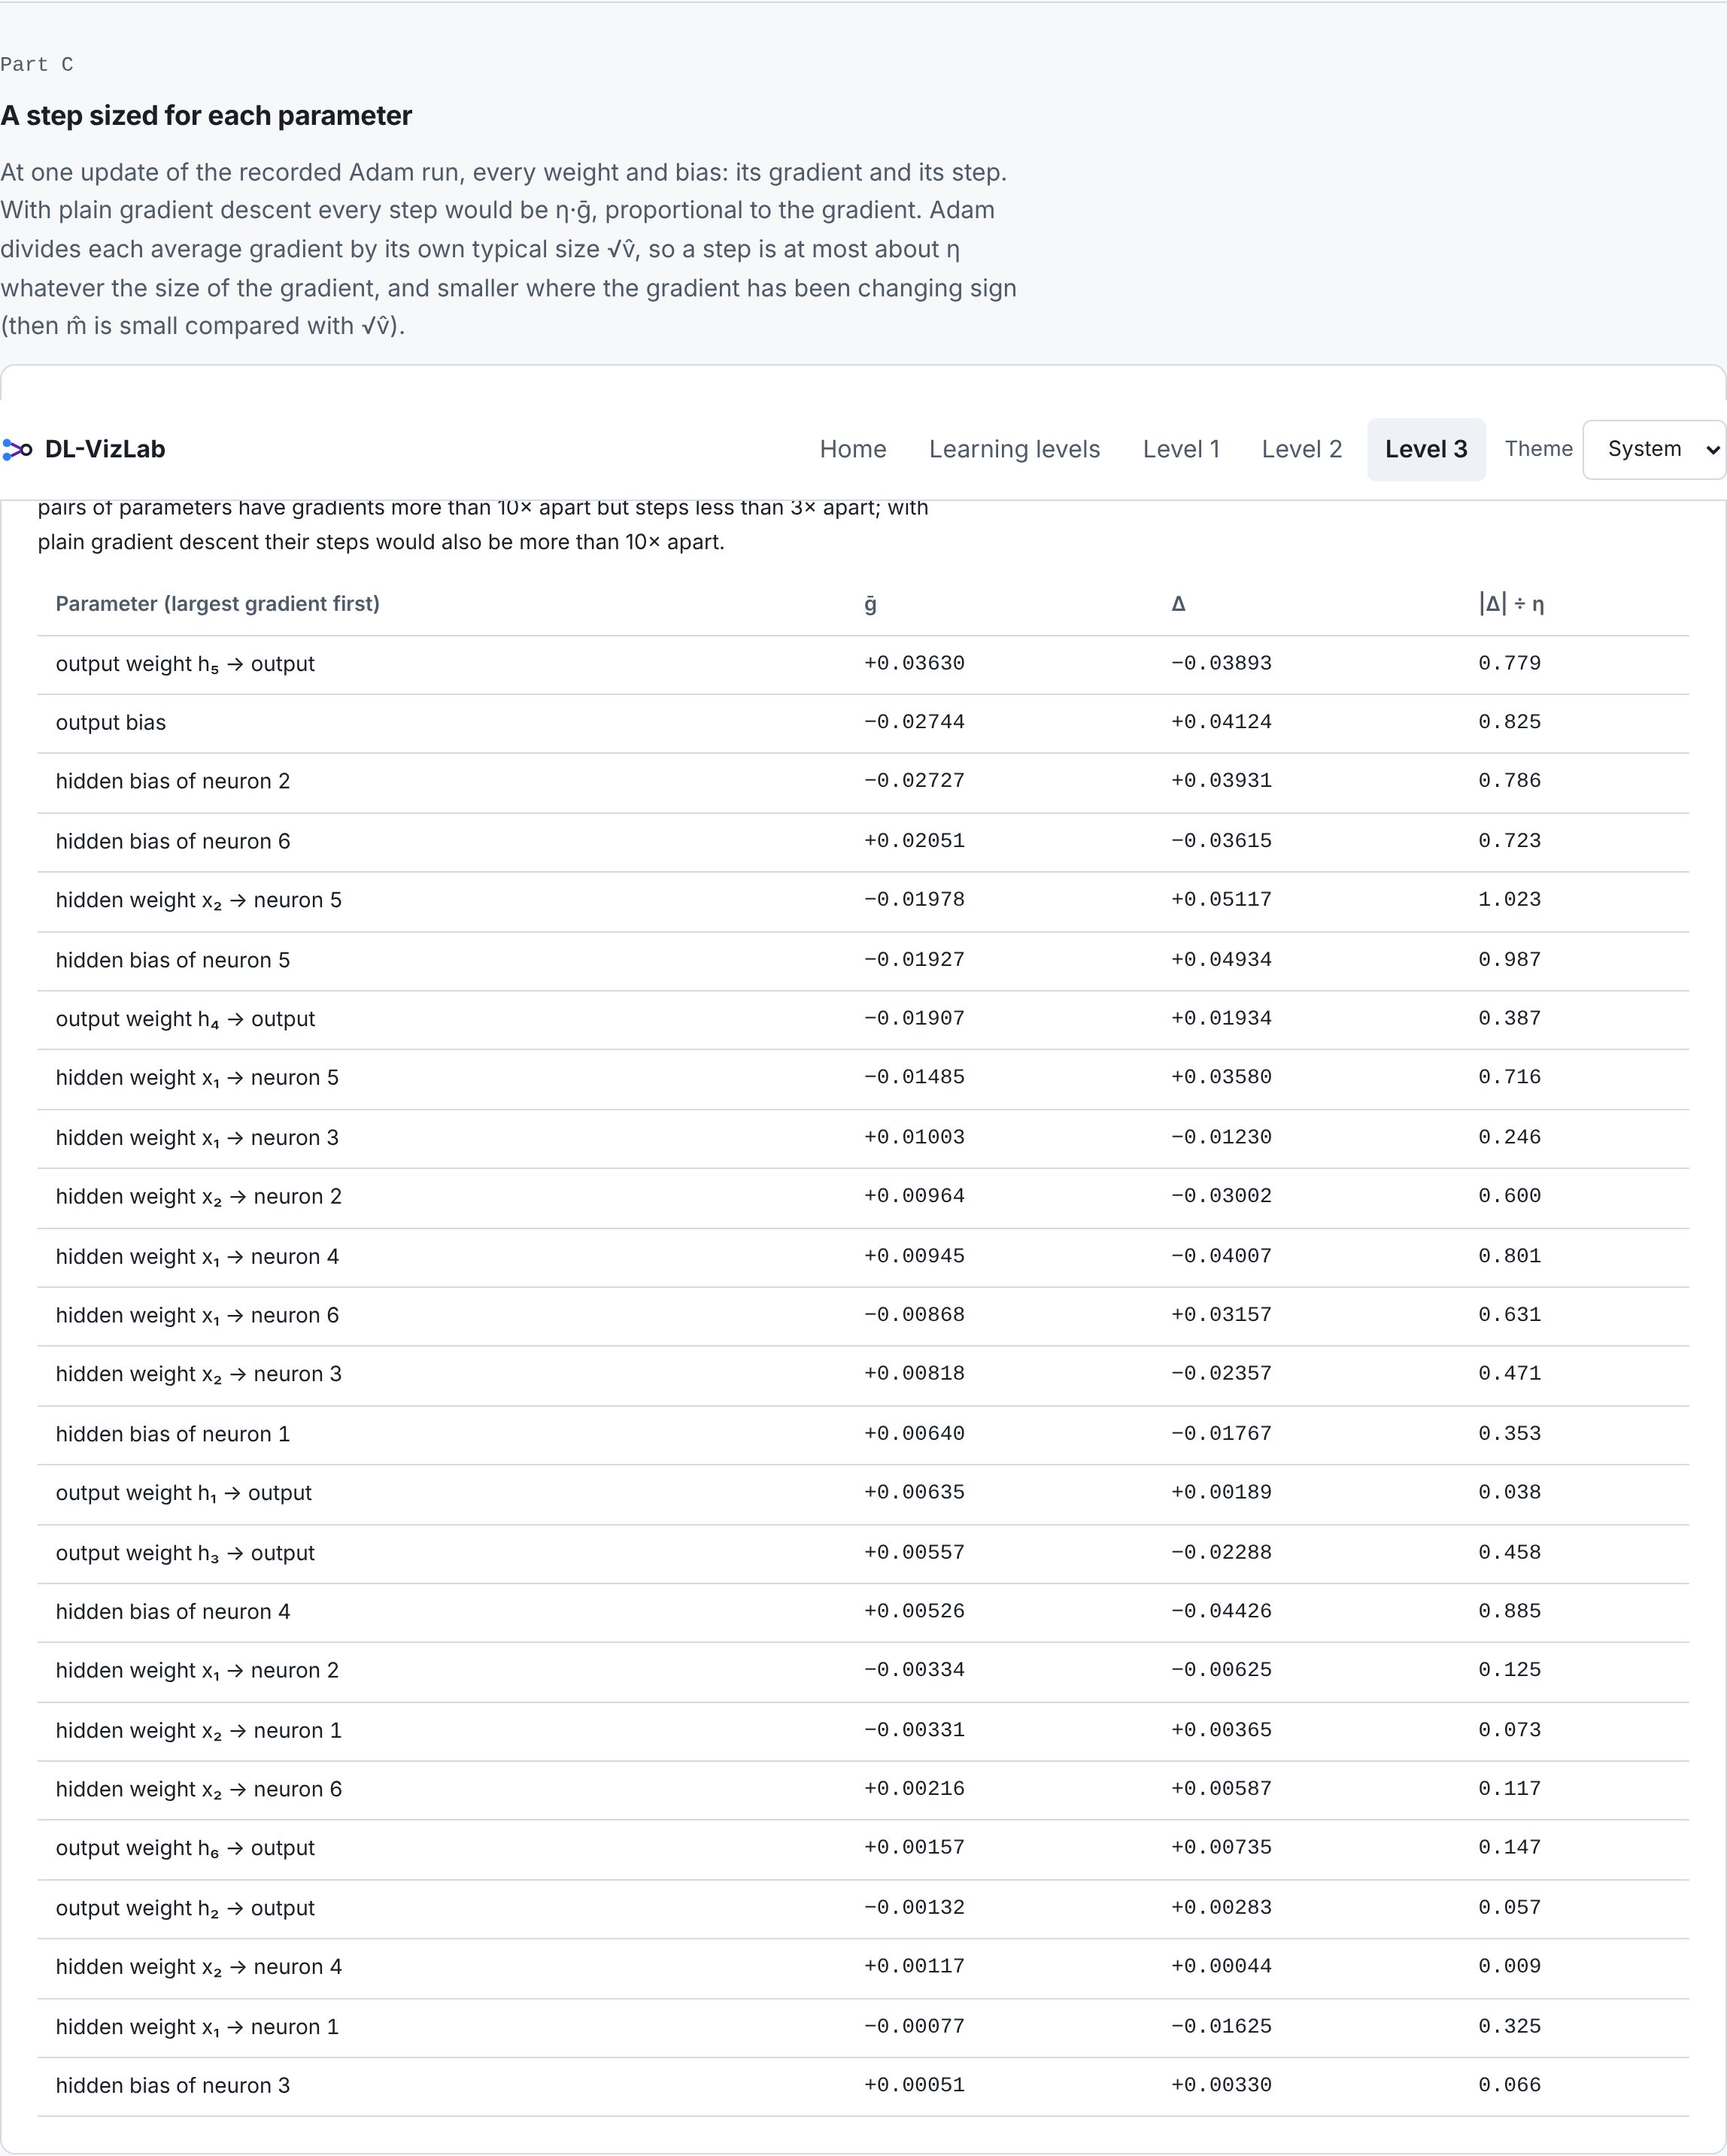 Part C
A step sized for each parameter
At one update of the recorded Adam run, every weight and bias: its gradient and its step.
With plain gradient descent every step would be η·ḡ, proportional to the gradient. Adam
divides each average gradient by its own typical size √v̂, so a step is at most about η
whatever the size of the gradient, and smaller where the gradient has been changing sign
(then m̂ is small compared with √v̂).
DL-VizLab Home Learning levels Level 1 Level 2 Level 3 Theme System
pairs of parameters have gradients more than 10× apart but steps less than 3× apart; with
plain gradient descent their steps would also be more than 10× apart.
Parameter (largest gradient first) ḡ Δ |Δ| ÷ η
output weight h₅ → output +0.03630 −0.03893 0.779
output bias −0.02744 +0.04124 0.825
hidden bias of neuron 2 −0.02727 +0.03931 0.786
hidden bias of neuron 6 +0.02051 −0.03615 0.723
hidden weight x₂ → neuron 5 −0.01978 +0.05117 1.023
hidden bias of neuron 5 −0.01927 +0.04934 0.987
output weight h₄ → output −0.01907 +0.01934 0.387
hidden weight x₁ → neuron 5 −0.01485 +0.03580 0.716
hidden weight x₁ → neuron 3 +0.01003 −0.01230 0.246
hidden weight x₂ → neuron 2 +0.00964 −0.03002 0.600
hidden weight x₁ → neuron 4 +0.00945 −0.04007 0.801
hidden weight x₁ → neuron 6 −0.00868 +0.03157 0.631
hidden weight x₂ → neuron 3 +0.00818 −0.02357 0.471
hidden bias of neuron 1 +0.00640 −0.01767 0.353
output weight h₁ → output +0.00635 +0.00189 0.038
output weight h₃ → output +0.00557 −0.02288 0.458
hidden bias of neuron 4 +0.00526 −0.04426 0.885
hidden weight x₁ → neuron 2 −0.00334 −0.00625 0.125
hidden weight x₂ → neuron 1 −0.00331 +0.00365 0.073
hidden weight x₂ → neuron 6 +0.00216 +0.00587 0.117
output weight h₆ → output +0.00157 +0.00735 0.147
output weight h₂ → output −0.00132 +0.00283 0.057
hidden weight x₂ → neuron 4 +0.00117 +0.00044 0.009
hidden weight x₁ → neuron 1 −0.00077 −0.01625 0.325
hidden bias of neuron 3 +0.00051 +0.00330 0.066